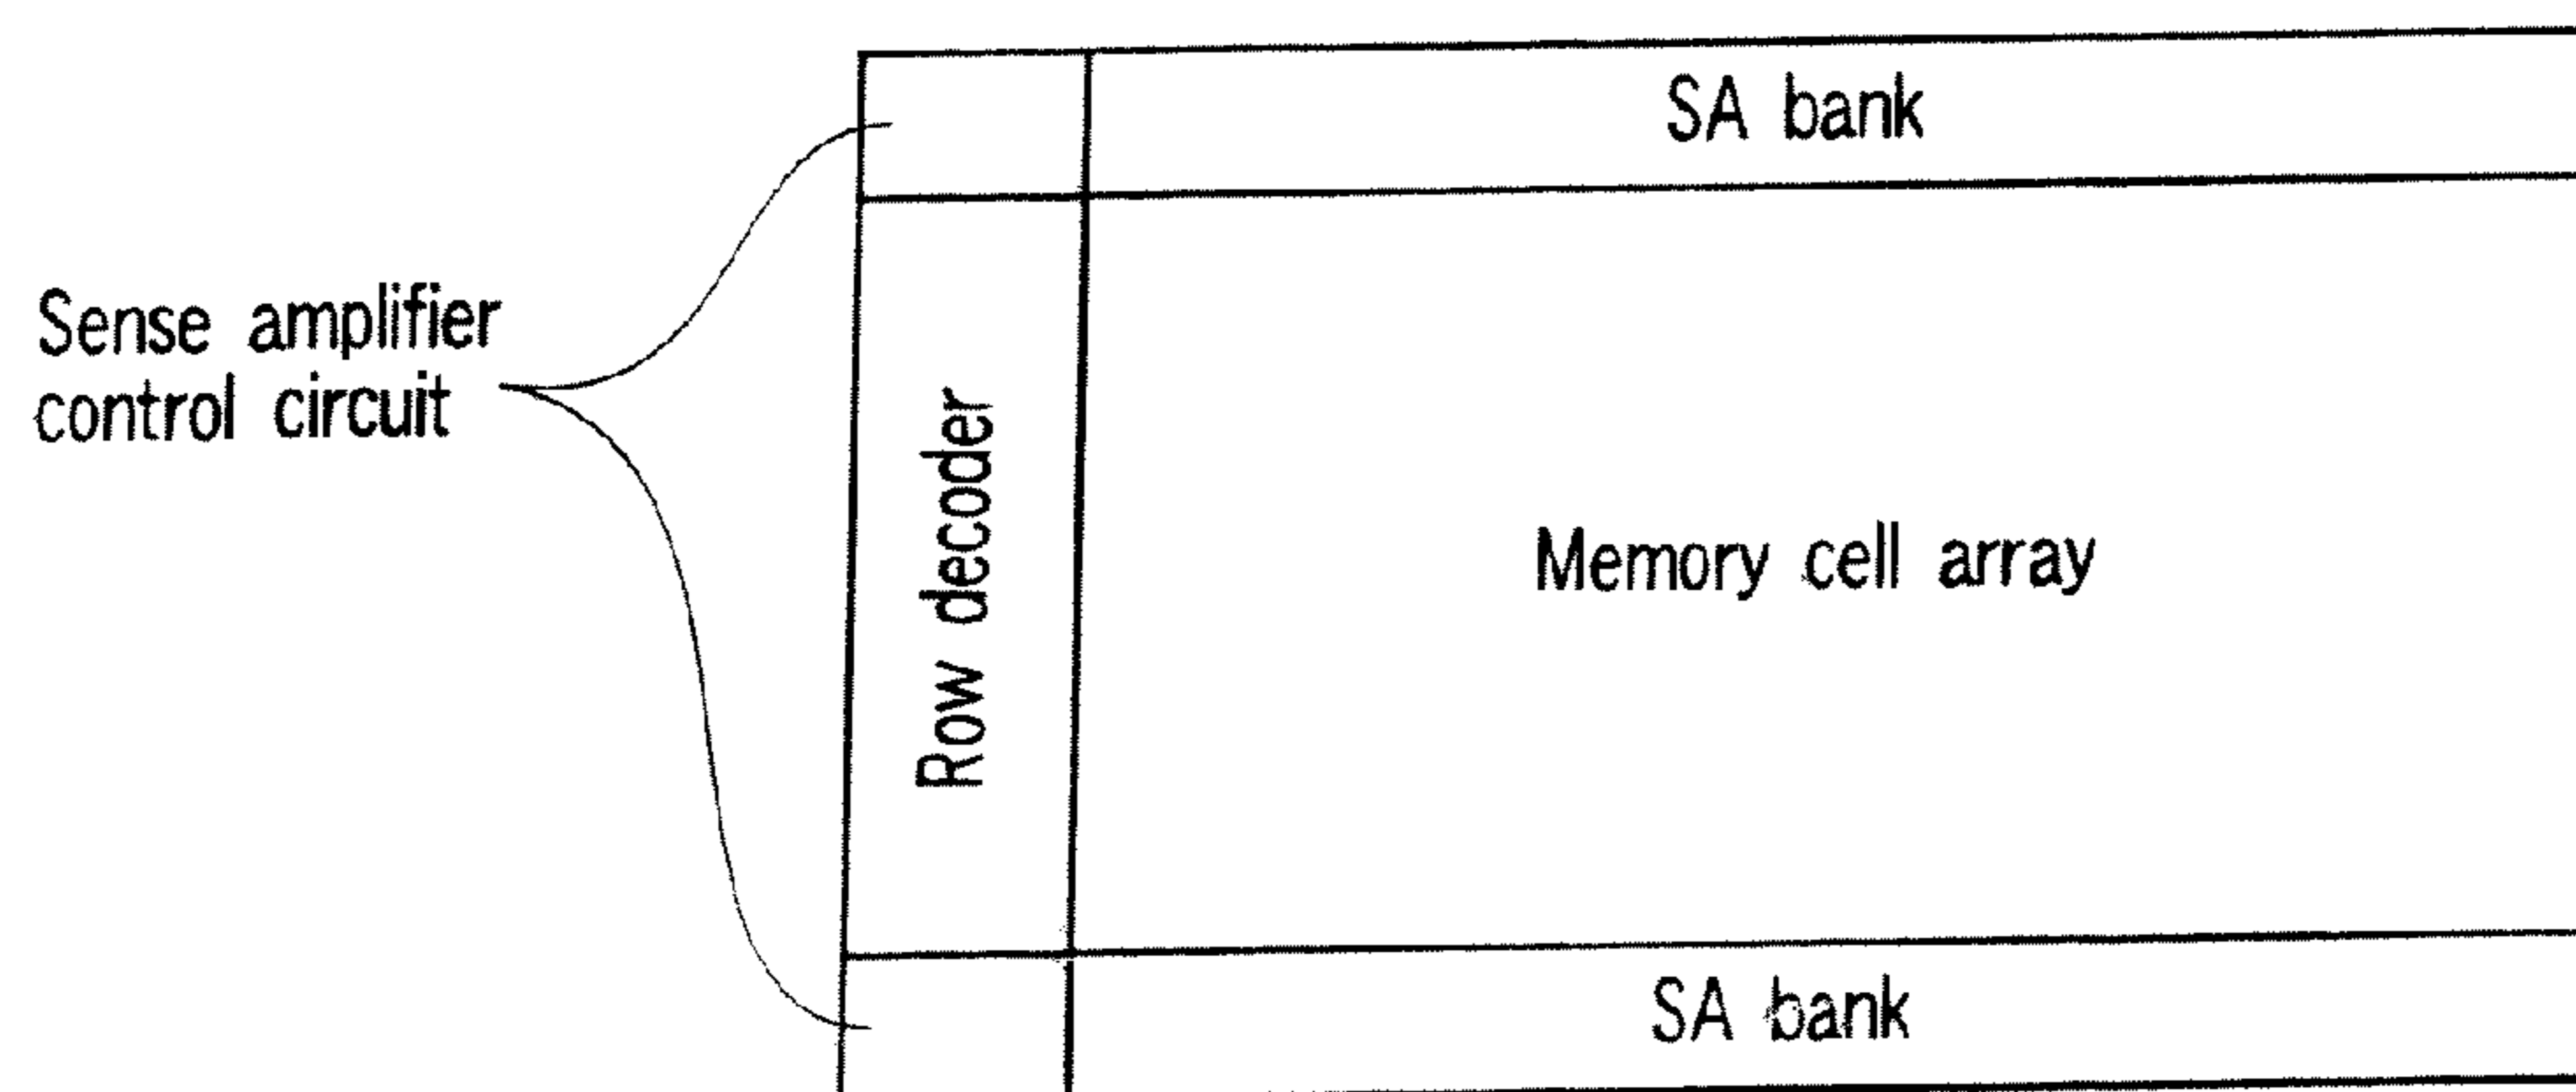 SA bank
Sense amplifier
control circuit
Row decoder
Memory cell array
SA bank